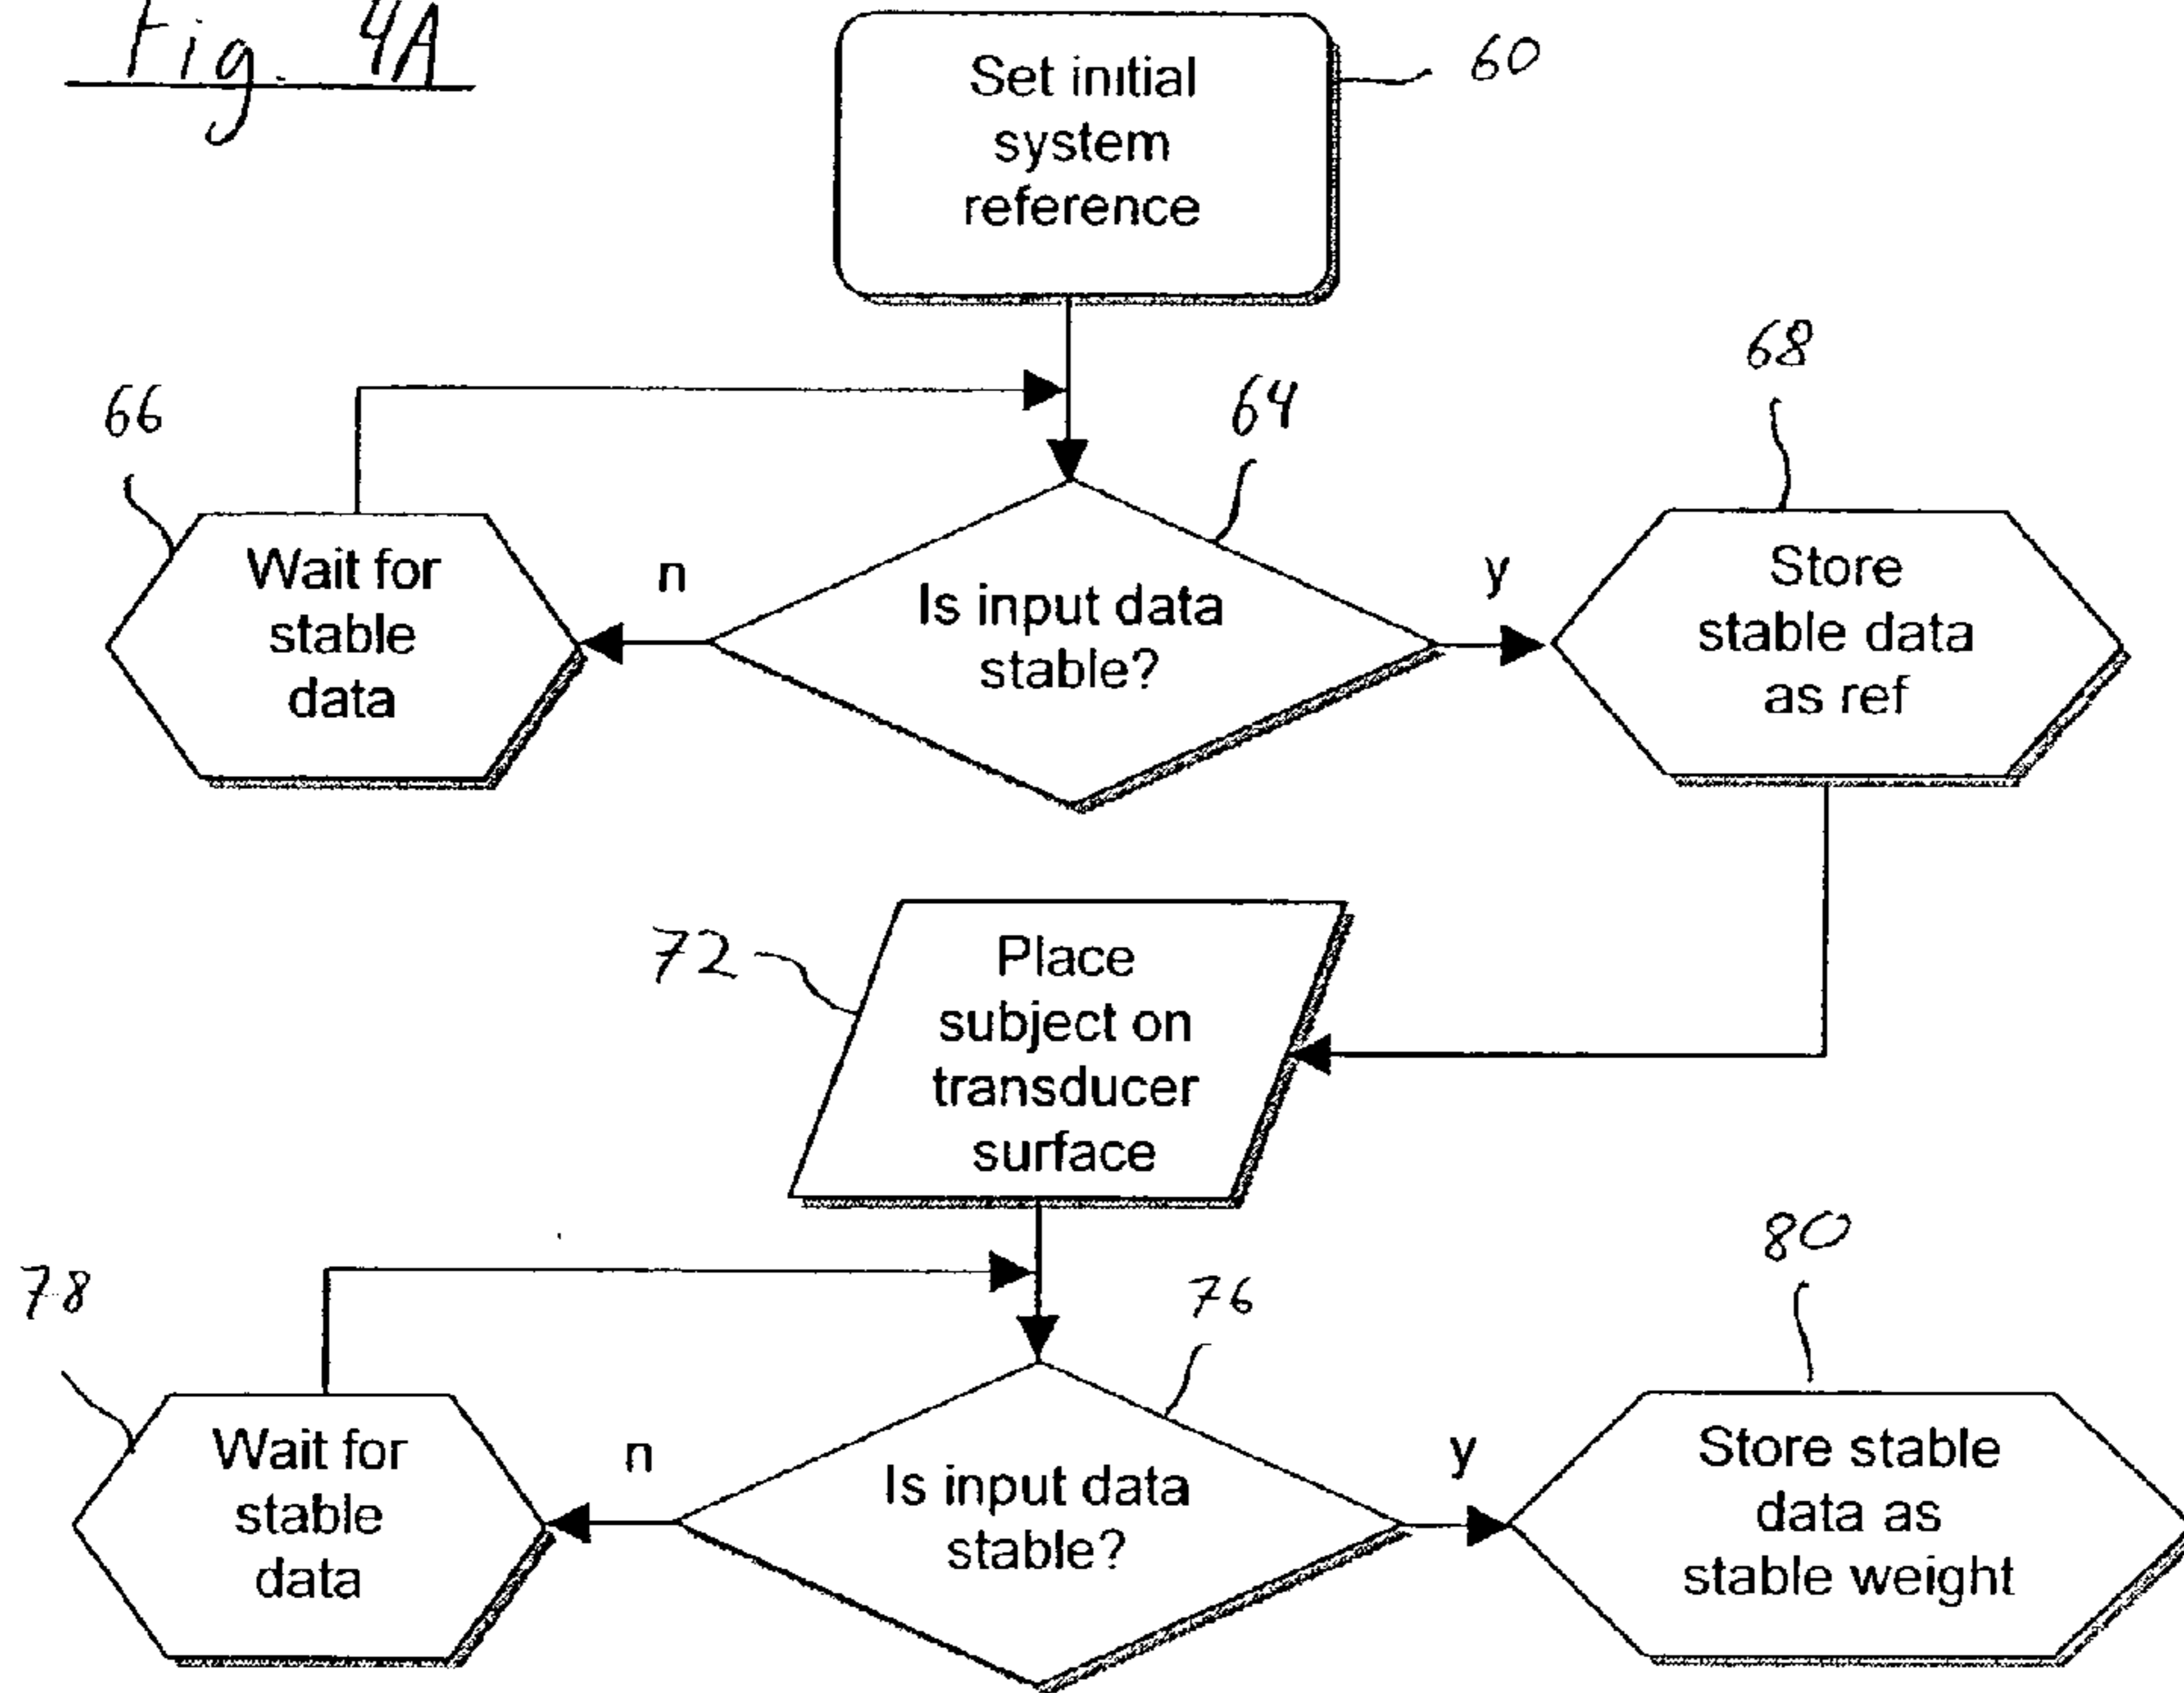 Fig. 4A
Set initial
system
reference
60
66
64
68
Wait for
stable
data
n
Is input data
stable?
y
Store
stable data
as ref
72
Place
subject on
transducer
surface
78
76
80
Wait for
stable
data
n
Is input data
stable?
y
Store stable
data as
stable weight